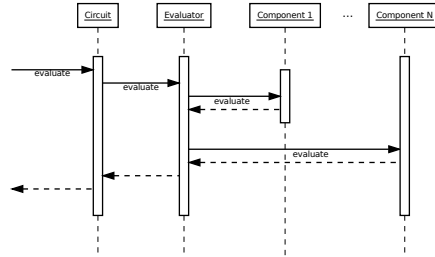 Circuit
Evaluator
Component 1
...
Component N
evaluate
evaluate
evaluate
evaluate